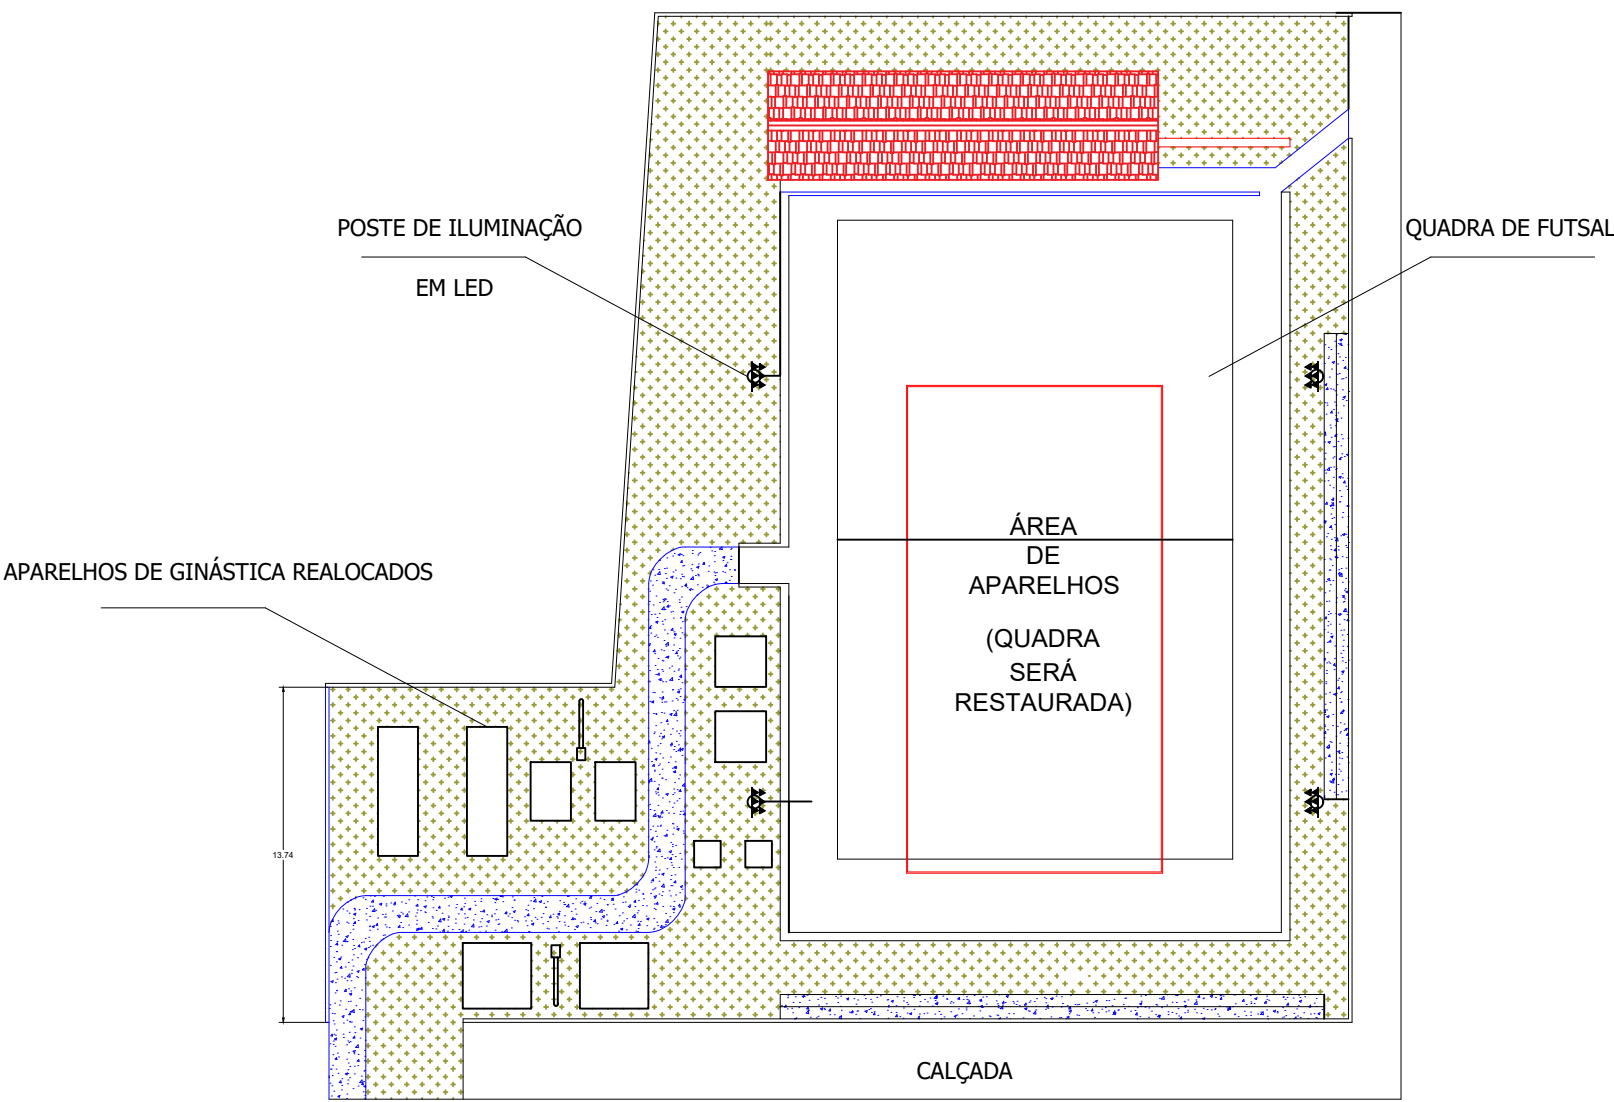 POSTE DE ILUMINAÇÃO
EM LED
QUADRA DE FUTSAL
ÁREA
DE
APARELHOS
(QUADRA
SERÁ
RESTAURADA)
APARELHOS DE GINÁSTICA REALOCADOS
13.74
CALÇADA